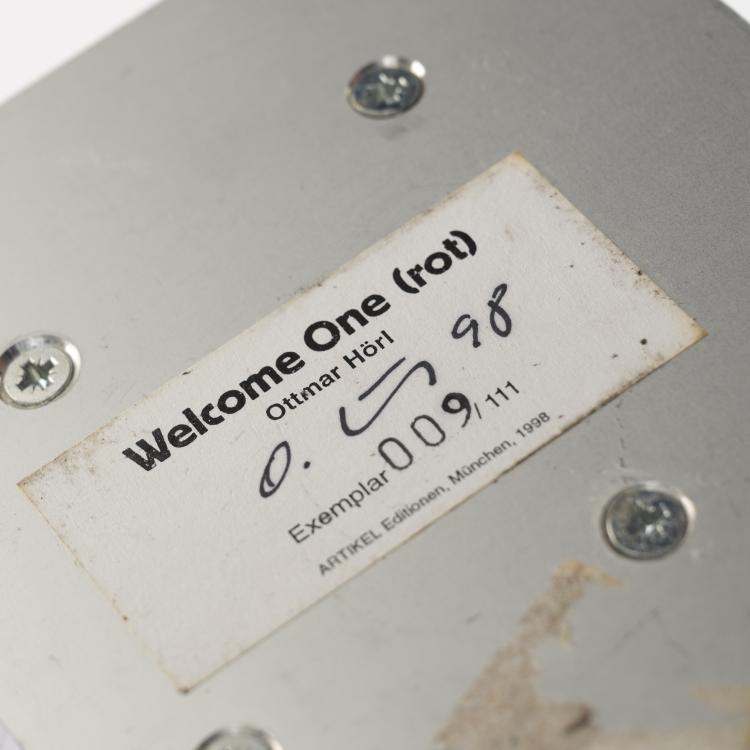 Welcome One (rot)
Ottmar Hörl
O. 98
Exemplar 009/ 111
ARTIKEL Editionen, München, 1998